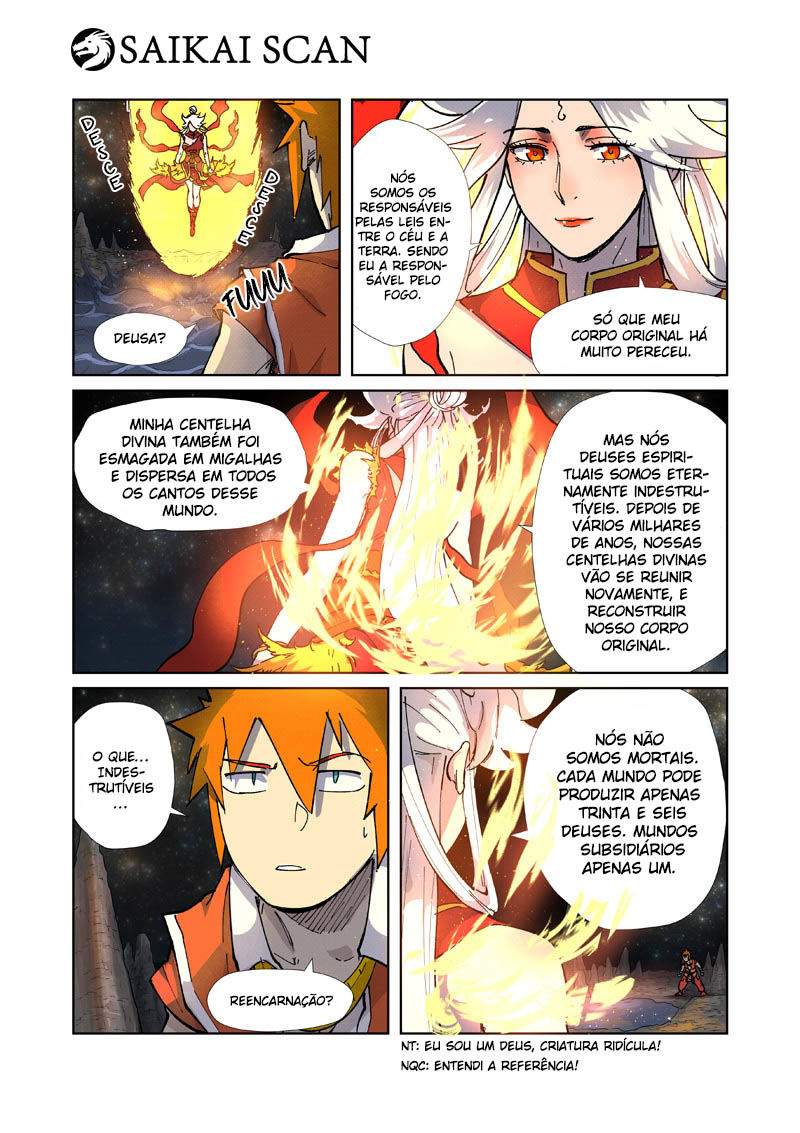 SAIKAI SCAN
DESCE
DESCE
FUUU
DEUSA?
NÓS
SOMOS OS
RESPONSÁVEIS
PELAS LEIS EN-
TRE O CÉU E A
TERRA. SENDO
EU A RESPON-
SÁVEL PELO
FOGO.
SÓ QUE MEU
CORPO ORIGINAL HÁ
MUITO PERECEU.
MINHA CENTELHA
DIVINA TAMBÉM FOI
ESMAGADA EM MIGALHAS
E DISPERSA EM TODOS
OS CANTOS DESSE
MUNDO.
MAS NÓS
DEUSES ESPIRI-
TUAIS SOMOS ETER-
NAMENTE INDESTRU-
TÍVEIS. DEPOIS DE
VÁRIOS MILHARES
DE ANOS, NOSSAS
CENTELHAS DIVINAS
VÃO SE REUNIR
NOVAMENTE, E
RECONSTRUIR
NOSSO CORPO
ORIGINAL.
O QUE...
INDES-
TRUTÍVEIS
...
REENCARNAÇÃO?
NÓS NÃO
SOMOS MORTAIS.
CADA MUNDO PODE
PRODUZIR APENAS
TRINTA E SEIS
DEUSES. MUNDOS
SUBSIDIÁRIOS
APENAS UM.
NT: EU SOU UM DEUS, CRIATURA RIDÍCULA!
NQC: ENTENDI A REFERÊNCIA!